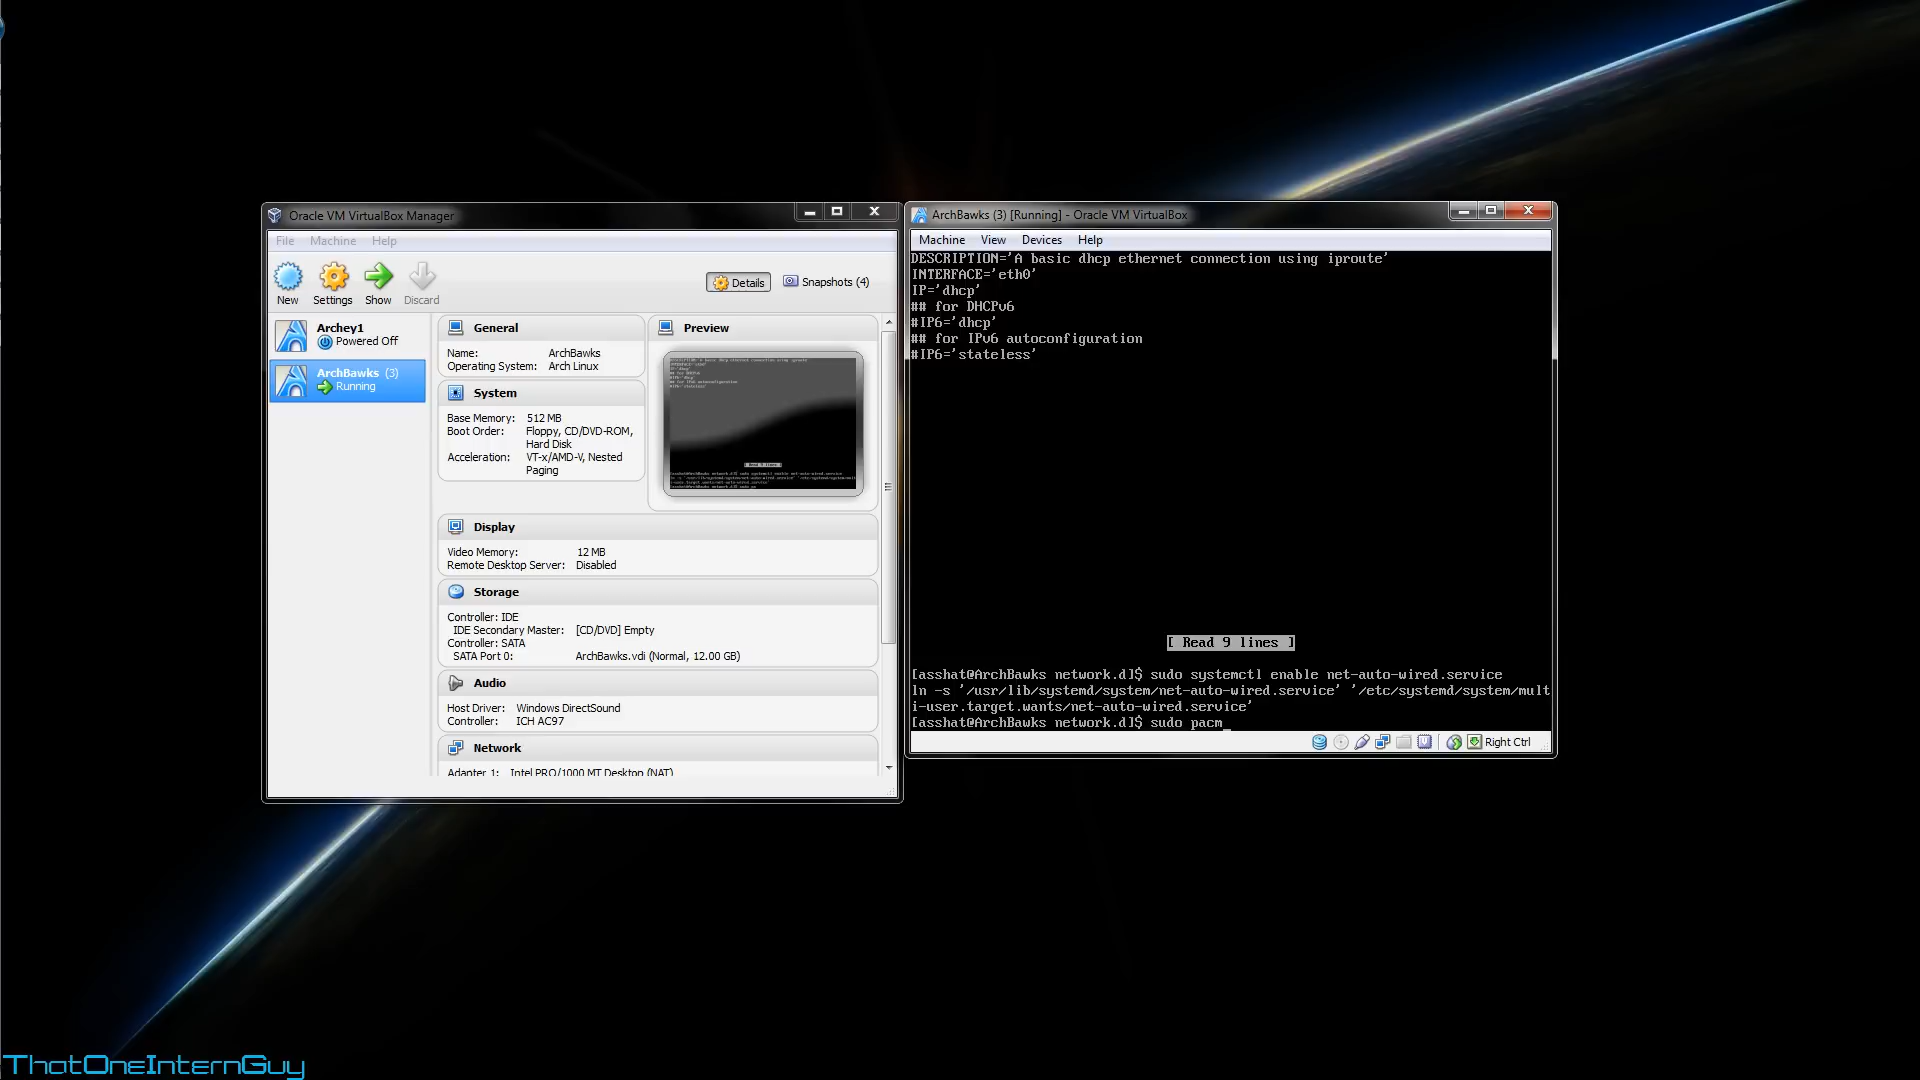 Oracle VM VirtualBox Manager
File Machine Help
New
Settings
Show
Discard
Details
Snapshots (4)
Archey1
Powered Off
ArchBawks (3)
Running
General
Name: ArchBawks
Operating System: Arch Linux
System
Base Memory: 512 MB
Boot Order: Floppy, CD/DVD-ROM,
Hard Disk
Acceleration: VT-x/AMD-V, Nested
Paging
Preview
Display
Video Memory: 12 MB
Remote Desktop Server: Disabled
Storage
Controller: IDE
IDE Secondary Master: [CD/DVD] Empty
Controller: SATA
SATA Port 0: ArchBawks.vdi (Normal, 12.00 GB)
Audio
Host Driver: Windows DirectSound
Controller: ICH AC97
Network
Adapter 1: Intel PRO/1000 MT Desktop (NAT)
ArchBawks (3) [Running] - Oracle VM VirtualBox
Machine View Devices Help
DESCRIPTION='A basic dhcp ethernet connection using iproute'
INTERFACE='eth0'
IP='dhcp'
## for DHCPv6
#IP6='dhcp'
## for IPv6 autoconfiguration
#IP6='stateless'
[ Read 9 lines ]
[asshat@ArchBawks network.d]$ sudo systemctl enable net-auto-wired.service
ln -s '/usr/lib/systemd/system/net-auto-wired.service' '/etc/systemd/system/mult
i-user.target.wants/net-auto-wired.service'
[asshat@ArchBawks network.d]$ sudo pacm_
Right Ctrl
ThatOneInternGuy